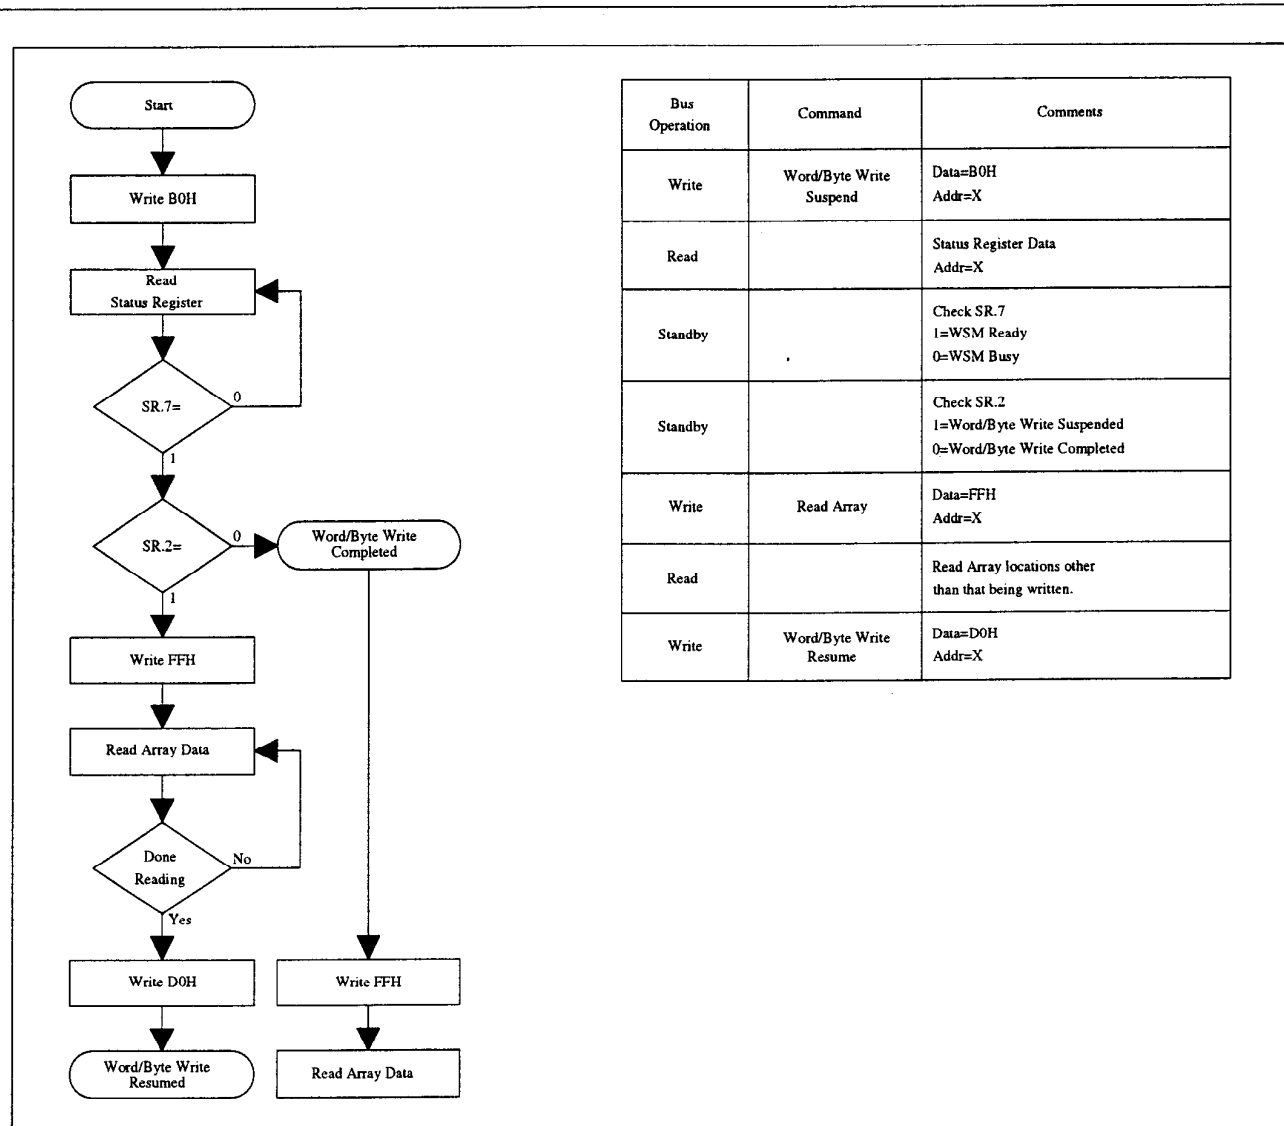 Start
Write B0H
Read
Status Register
SR.7=
0
1
SR.2=
0
1
Word/Byte Write
Completed
Write FFH
Read Array Data
Done
Reading
No
Yes
Write D0H
Write FFH
Word/Byte Write
Resumed
Read Array Data
Bus
Operation
Command
Comments
Write
Word/Byte Write
Suspend
Data=B0H
Addr=X
Read
Status Register Data
Addr=X
Standby
Check SR.7
1=WSM Ready
0=WSM Busy
Standby
Check SR.2
1=Word/Byte Write Suspended
0=Word/Byte Write Completed
Write
Read Array
Data=FFH
Addr=X
Read
Read Array locations other
than that being written.
Write
Word/Byte Write
Resume
Data=D0H
Addr=X